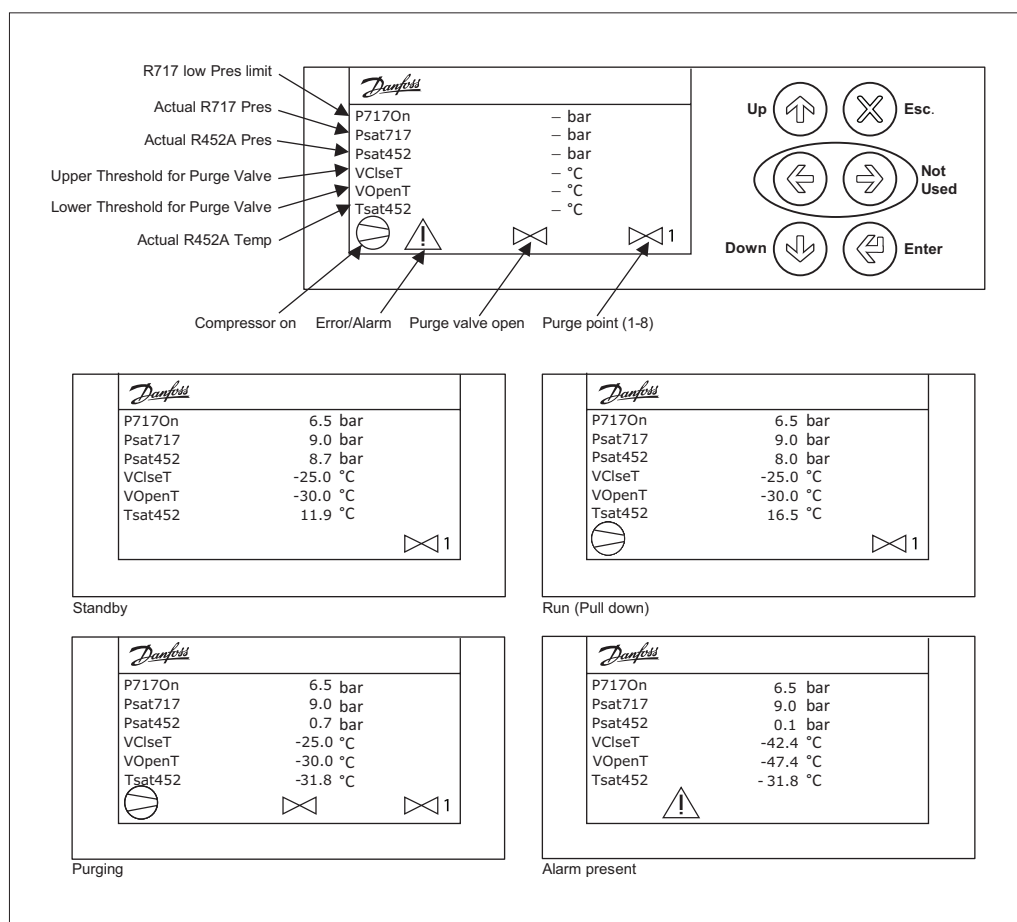 R717 low Pres limit
Actual R717 Pres
Actual R452A Pres
Upper Threshold for Purge Valve
Lower Threshold for Purge Valve
Actual R452A Temp
Danfoss
P717On – bar
Psat717 – bar
Psat452 – bar
VClseT – °C
VOpenT – °C
Tsat452 – °C
1
Compressor on
Error/Alarm
Purge valve open
Purge point (1-8)
Up
Esc.
Not
Used
Down
Enter
Danfoss
P717On 6.5 bar
Psat717 9.0 bar
Psat452 8.7 bar
VClseT -25.0 °C
VOpenT -30.0 °C
Tsat452 11.9 °C
1
Standby
Danfoss
P717On 6.5 bar
Psat717 9.0 bar
Psat452 8.0 bar
VClseT -25.0 °C
VOpenT -30.0 °C
Tsat452 16.5 °C
1
Run (Pull down)
Danfoss
P717On 6.5 bar
Psat717 9.0 bar
Psat452 0.7 bar
VClseT -25.0 °C
VOpenT -30.0 °C
Tsat452 -31.8 °C
1
Purging
Danfoss
P717On 6.5 bar
Psat717 9.0 bar
Psat452 0.1 bar
VClseT -42.4 °C
VOpenT -47.4 °C
Tsat452 - 31.8 °C
Alarm present